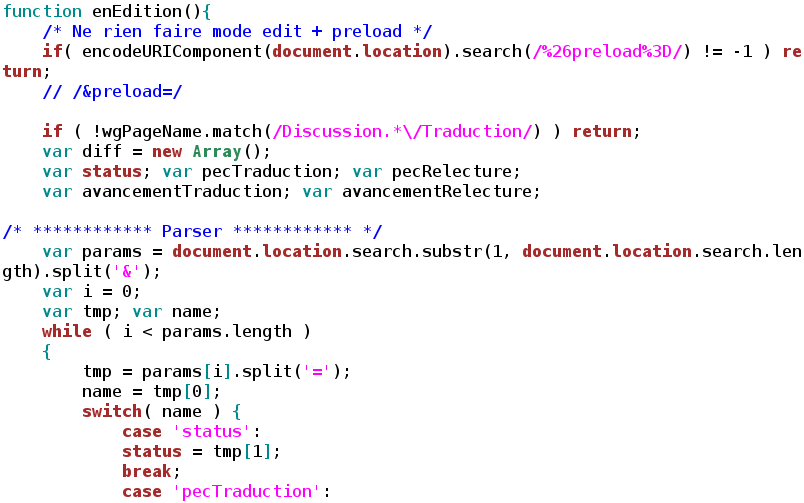 function enEdition(){
    /* Ne rien faire mode edit + preload */
    if( encodeURIComponent(document.location).search(/%26preload%3D/) != -1 ) re
turn;
    // /&preload=/

    if ( !wgPageName.match(/Discussion.*\/Traduction/) ) return;
    var diff = new Array();
    var status; var pecTraduction; var pecRelecture;
    var avancementTraduction; var avancementRelecture;

/* ************ Parser ************ */
    var params = document.location.search.substr(1, document.location.search.len
gth).split('&');
    var i = 0;
    var tmp; var name;
    while ( i < params.length )
    {
        tmp = params[i].split('=');
        name = tmp[0];
        switch( name ) {
            case 'status':
            status = tmp[1];
            break;
            case 'pecTraduction':